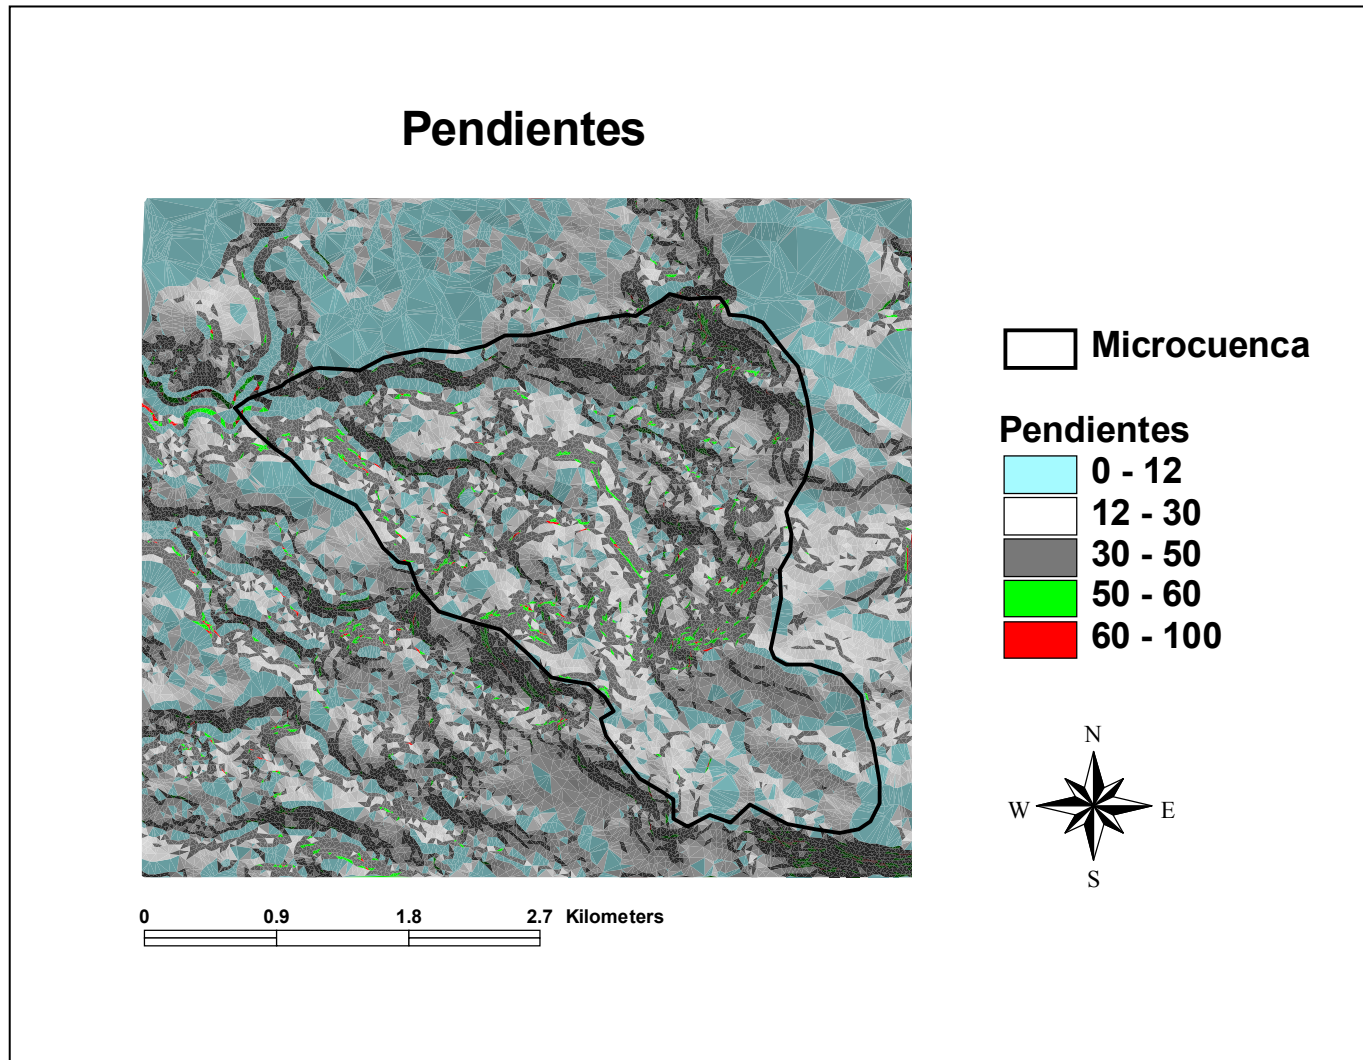 Pendientes
Microcuenca
Pendientes
0 - 12
12 - 30
30 - 50
50 - 60
60 - 100
N
W E
S
0 0.9 1.8 2.7 Kilometers